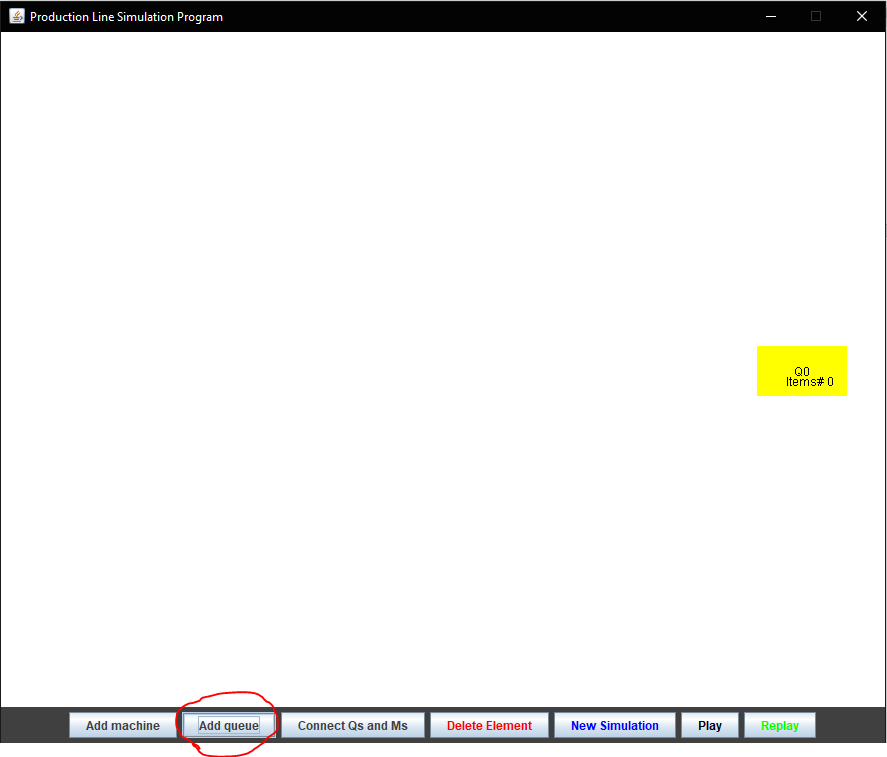 Production Line Simulation Program
Q0
Items# 0
Add machine Add queue Connect Qs and Ms Delete Element New Simulation Play Replay